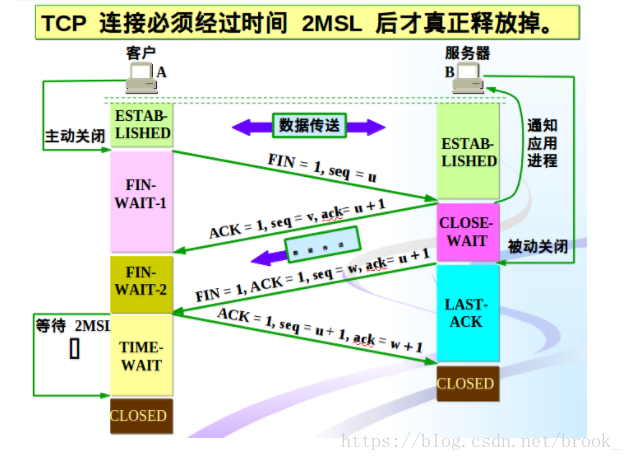 TCP 连接必须经过时间 2MSL 后才真正释放掉。
客户
A
服务器
B
ESTAB-
LISHED
主动关闭
数据传送
ESTAB-
LISHED
通知
应用
进程
FIN = 1, seq = u
FIN-
WAIT-1
ACK = 1, seq = v, ack= u + 1
CLOSE-
WAIT
数据传送
被动关闭
FIN = 1, ACK = 1, seq = w, ack= u + 1
FIN-
WAIT-2
ACK = 1, seq = u+ 1, ack = w + 1
LAST-
ACK
等待 2MSL
TIME-
WAIT
CLOSED
CLOSED
https://blog.csdn.net/brook_